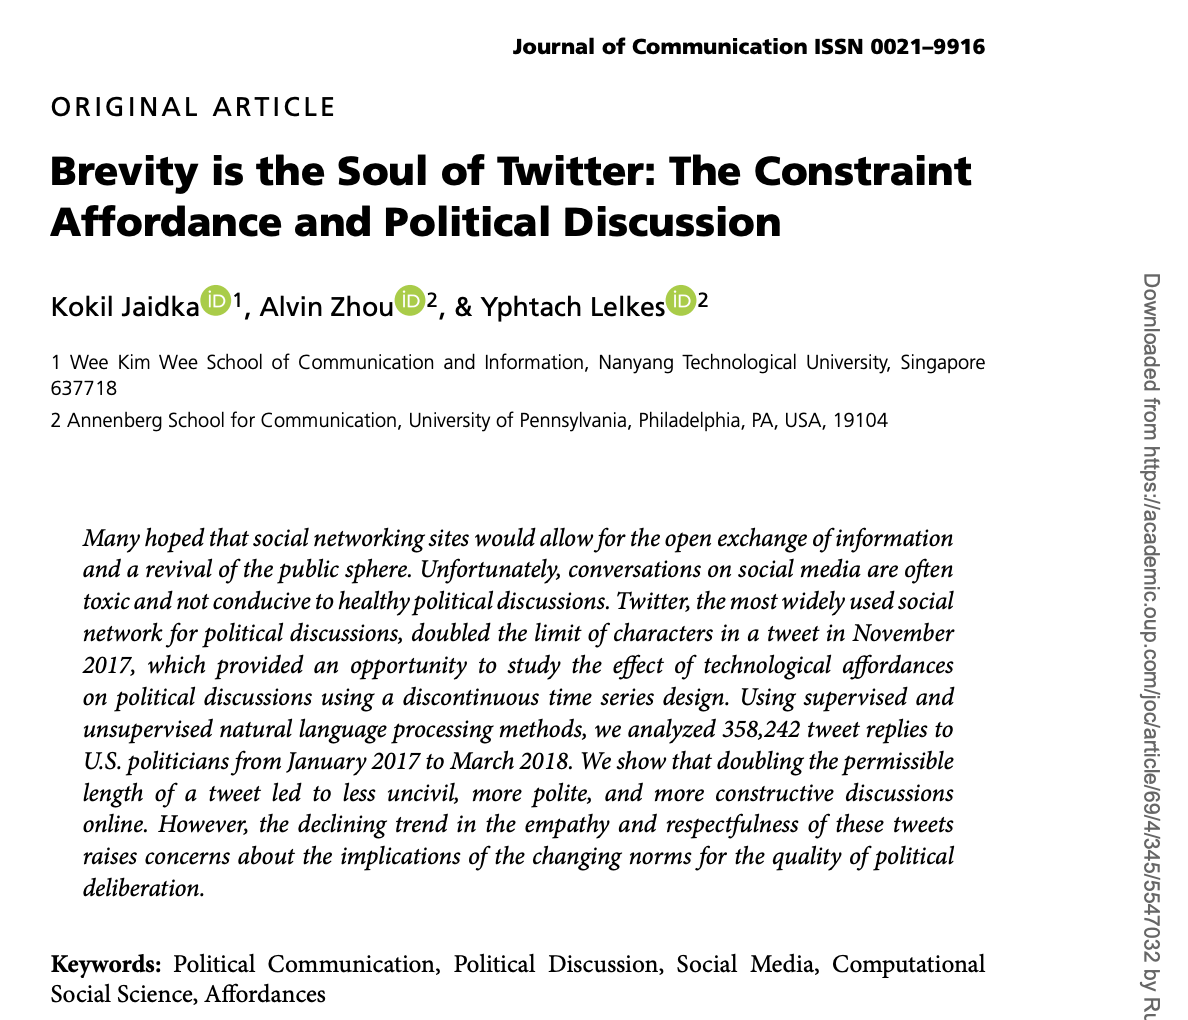 Journal of Communication ISSN 0021–9916
ORIGINAL ARTICLE
Brevity is the Soul of Twitter: The Constraint
Affordance and Political Discussion
Kokil Jaidka iD 1, Alvin Zhou iD 2, & Yphtach Lelkes iD 2
1 Wee Kim Wee School of Communication and Information, Nanyang Technological University, Singapore
637718
2 Annenberg School for Communication, University of Pennsylvania, Philadelphia, PA, USA, 19104
Many hoped that social networking sites would allow for the open exchange of information
and a revival of the public sphere. Unfortunately, conversations on social media are often
toxic and not conducive to healthy political discussions. Twitter, the most widely used social
network for political discussions, doubled the limit of characters in a tweet in November
2017, which provided an opportunity to study the effect of technological affordances
on political discussions using a discontinuous time series design. Using supervised and
unsupervised natural language processing methods, we analyzed 358,242 tweet replies to
U.S. politicians from January 2017 to March 2018. We show that doubling the permissible
length of a tweet led to less uncivil, more polite, and more constructive discussions
online. However, the declining trend in the empathy and respectfulness of these tweets
raises concerns about the implications of the changing norms for the quality of political
deliberation.
Keywords: Political Communication, Political Discussion, Social Media, Computational
Social Science, Affordances
Downloaded from https://academic.oup.com/joc/article/69/4/345/5547032 by